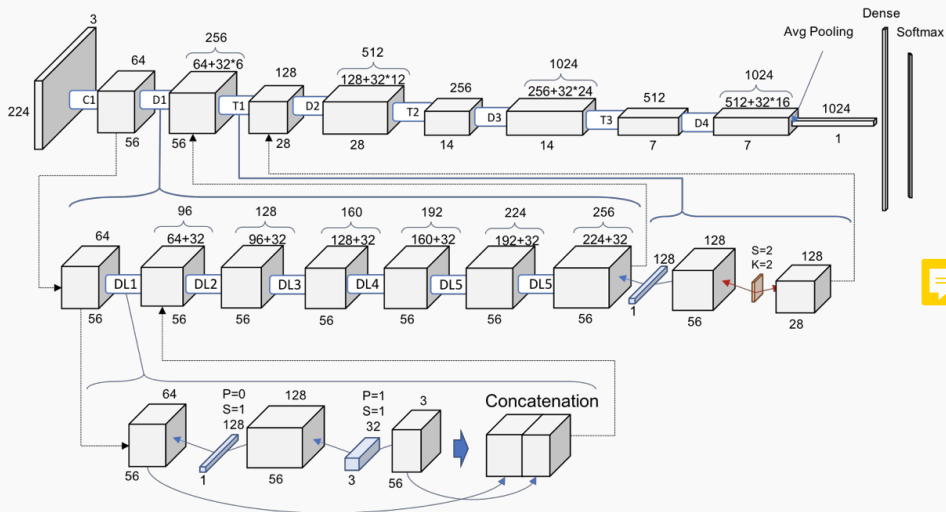 3
224
C1
64
56
D1
256
64+32*6
56
T1
128
28
D2
512
128+32*12
28
T2
256
14
D3
1024
256+32*24
14
T3
512
7
D4
1024
512+32*16
7
Avg Pooling
1024
1
Dense
Softmax
64
56
DL1
96
64+32
56
DL2
128
96+32
56
DL3
160
128+32
56
DL4
192
160+32
56
DL5
224
192+32
56
DL5
256
224+32
56
128
1
128
56
S=2
K=2
128
28
64
56
P=0
S=1
128
1
128
56
P=1
S=1
32
3
3
56
Concatenation